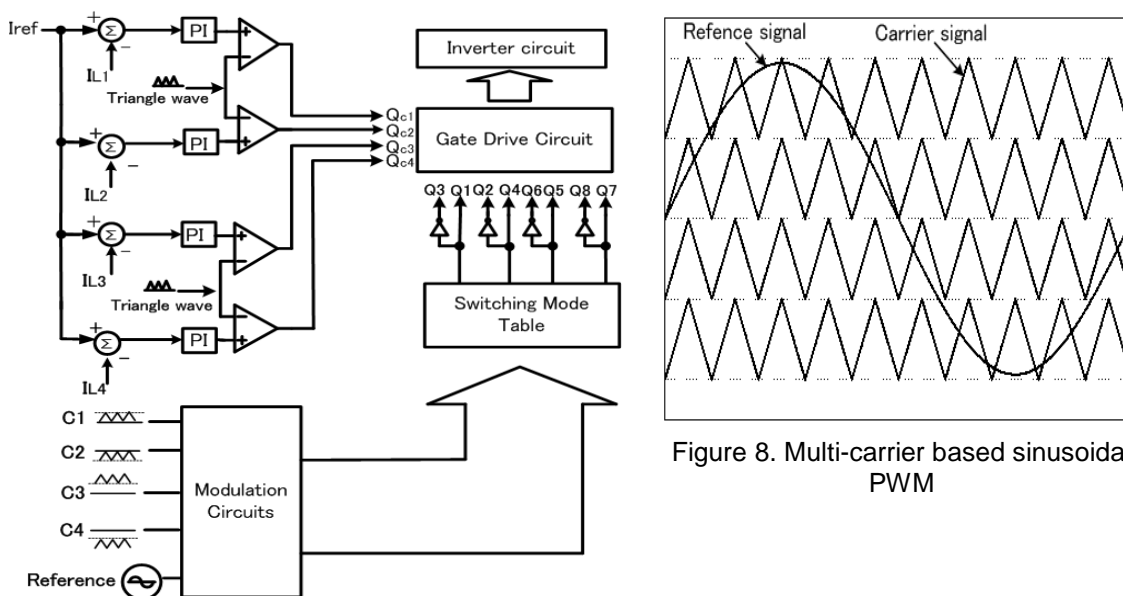 Iref
+
Σ
−
PI
+
−
IL1
Triangle wave
−
+
+
Σ
−
PI
IL2
+
Σ
−
PI
+
−
IL3
Triangle wave
−
+
+
Σ
−
PI
IL4
Inverter circuit
Qc1
Qc2
Qc3
Qc4
Gate Drive Circuit
Q3 Q1 Q2 Q4 Q6 Q5 Q8 Q7
Switching Mode
Table
C1
C2
C3
C4
Reference
Modulation
Circuits
Refence signal
Carrier signal
Figure 8. Multi-carrier based sinusoida
PWM